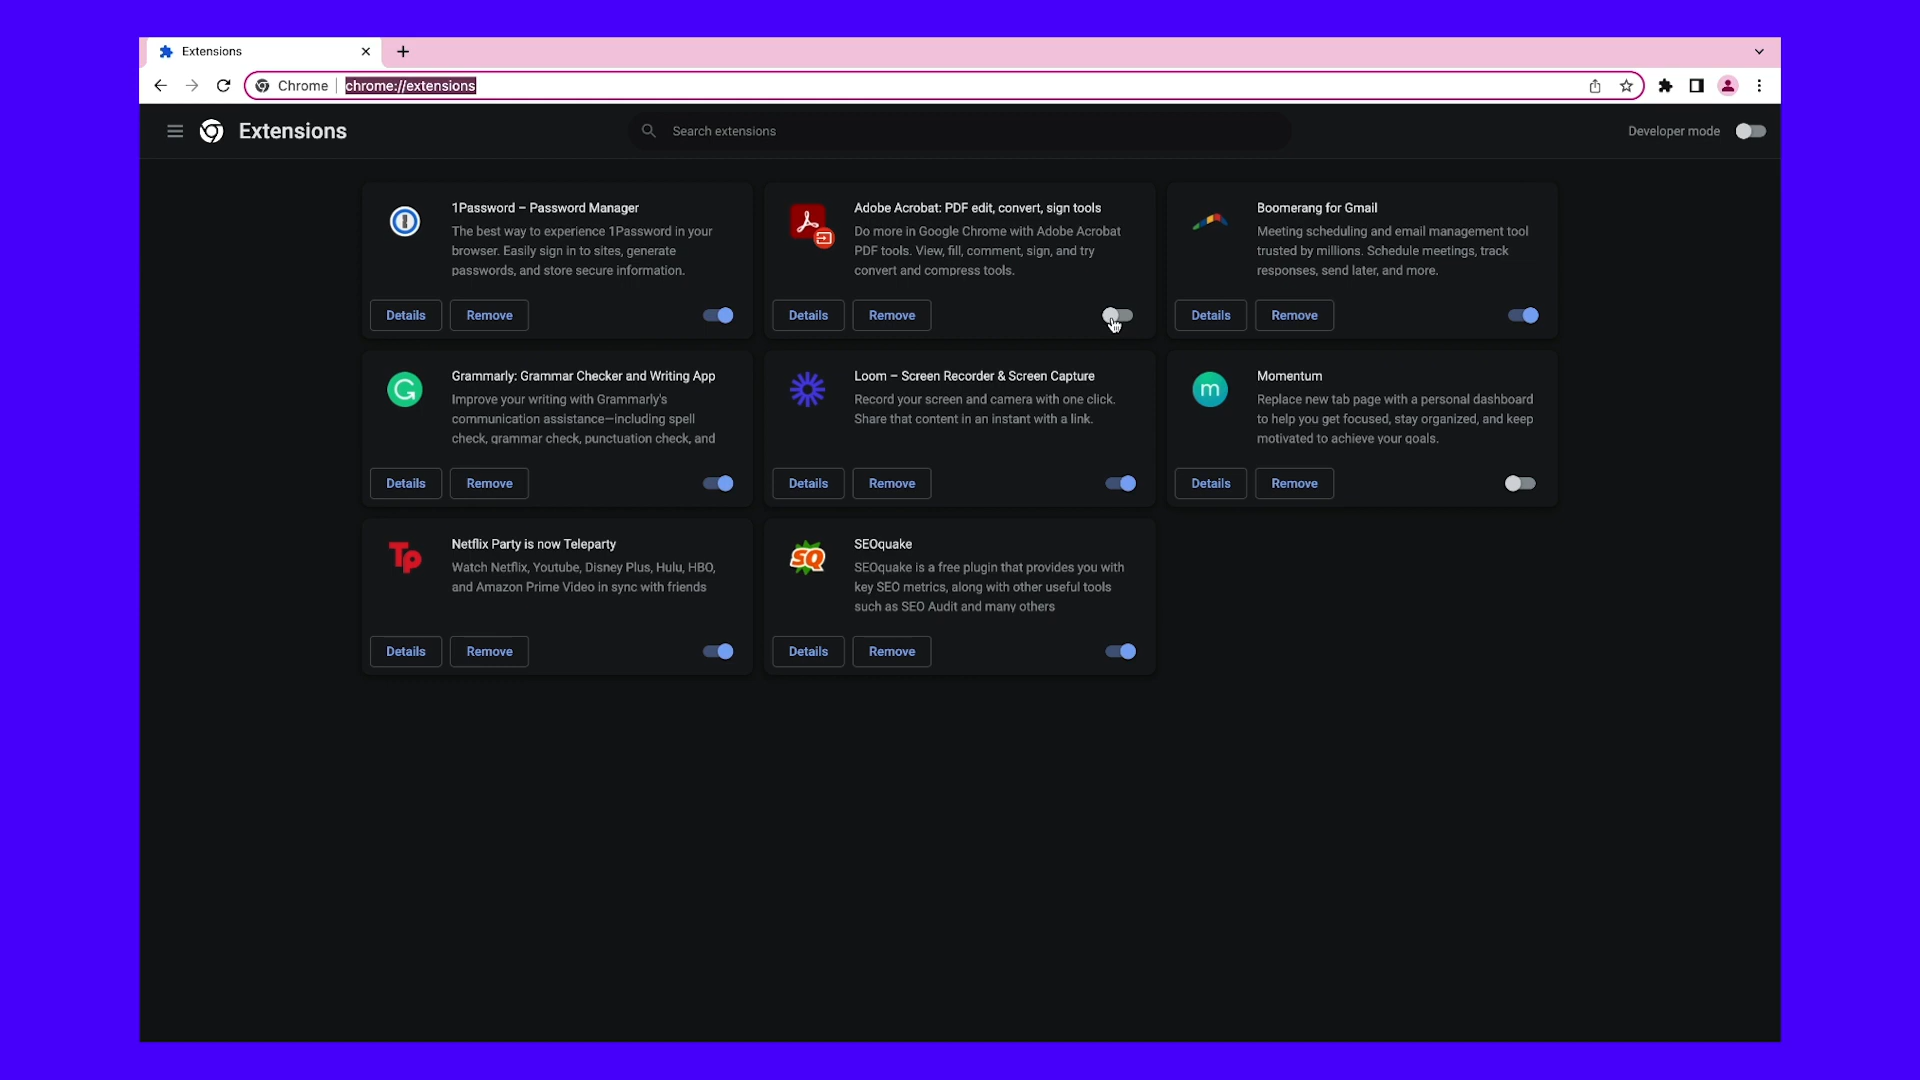 Extensions
Chrome
chrome://extensions
Extensions
Search extensions
Developer mode
1Password – Password Manager
The best way to experience 1Password in your
browser. Easily sign in to sites, generate
passwords, and store secure information.
Details
Remove
Adobe Acrobat: PDF edit, convert, sign tools
Do more in Google Chrome with Adobe Acrobat
PDF tools. View, fill, comment, sign, and try
convert and compress tools.
Details
Remove
Boomerang for Gmail
Meeting scheduling and email management tool
trusted by millions. Schedule meetings, track
responses, send later, and more.
Details
Remove
G
Grammarly: Grammar Checker and Writing App
Improve your writing with Grammarly's
communication assistance—including spell
check, grammar check, punctuation check, and
Details
Remove
Loom – Screen Recorder & Screen Capture
Record your screen and camera with one click.
Share that content in an instant with a link.
Details
Remove
m
Momentum
Replace new tab page with a personal dashboard
to help you get focused, stay organized, and keep
motivated to achieve your goals.
Details
Remove
Tp
Netflix Party is now Teleparty
Watch Netflix, Youtube, Disney Plus, Hulu, HBO,
and Amazon Prime Video in sync with friends
Details
Remove
SQ
SEOquake
SEOquake is a free plugin that provides you with
key SEO metrics, along with other useful tools
such as SEO Audit and many others
Details
Remove